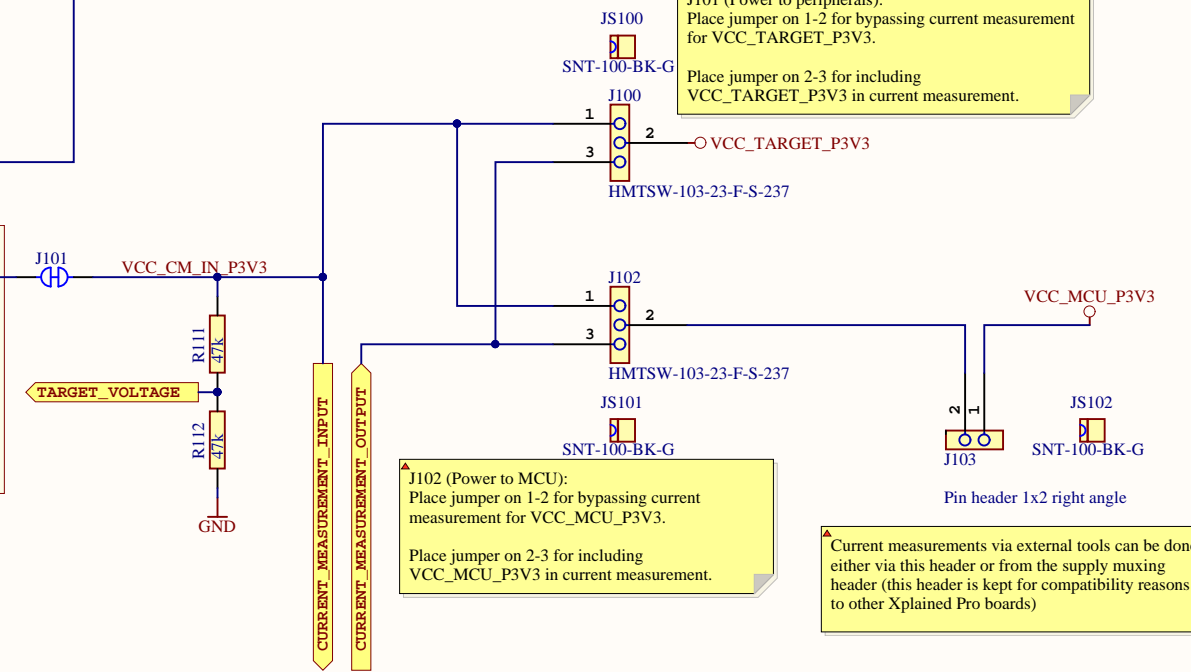 JS100
SNT-100-BK-G
J101 (Power to peripherals):
Place jumper on 1-2 for bypassing current measurement
for VCC_TARGET_P3V3.
Place jumper on 2-3 for including
VCC_TARGET_P3V3 in current measurement.
J100
1
2
3
VCC_TARGET_P3V3
HMTSW-103-23-F-S-237
J101
VCC_CM_IN_P3V3
R111
47k
TARGET_VOLTAGE
R112
47k
GND
CURRENT_MEASUREMENT_INPUT
CURRENT_MEASUREMENT_OUTPUT
J102
1
2
3
HMTSW-103-23-F-S-237
JS101
SNT-100-BK-G
J102 (Power to MCU):
Place jumper on 1-2 for bypassing current
measurement for VCC_MCU_P3V3.
Place jumper on 2-3 for including
VCC_MCU_P3V3 in current measurement.
VCC_MCU_P3V3
2
1
J103
JS102
SNT-100-BK-G
Pin header 1x2 right angle
Current measurements via external tools can be don
either via this header or from the supply muxing
header (this header is kept for compatibility reasons
to other Xplained Pro boards)